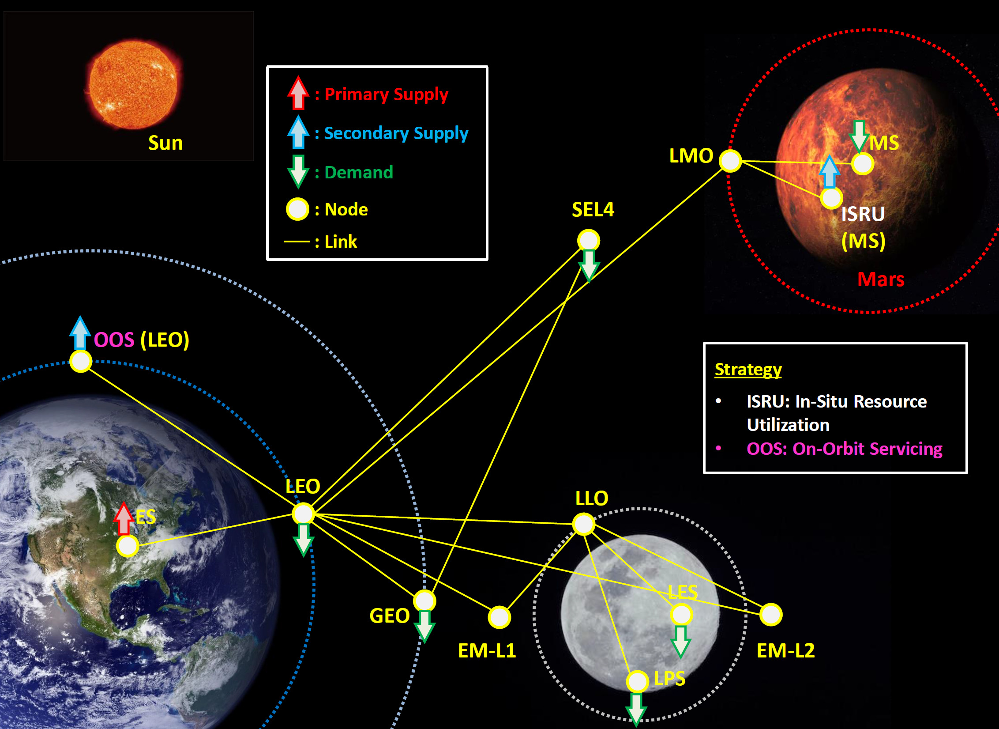 Sun
: Primary Supply
: Secondary Supply
: Demand
: Node
: Link
LMO
MS
ISRU
(MS)
Mars
SEL4
OOS (LEO)
Strategy
• ISRU: In-Situ Resource
Utilization
• OOS: On-Orbit Servicing
LEO
ES
LLO
GEO
EM-L1
LES
LPS
EM-L2